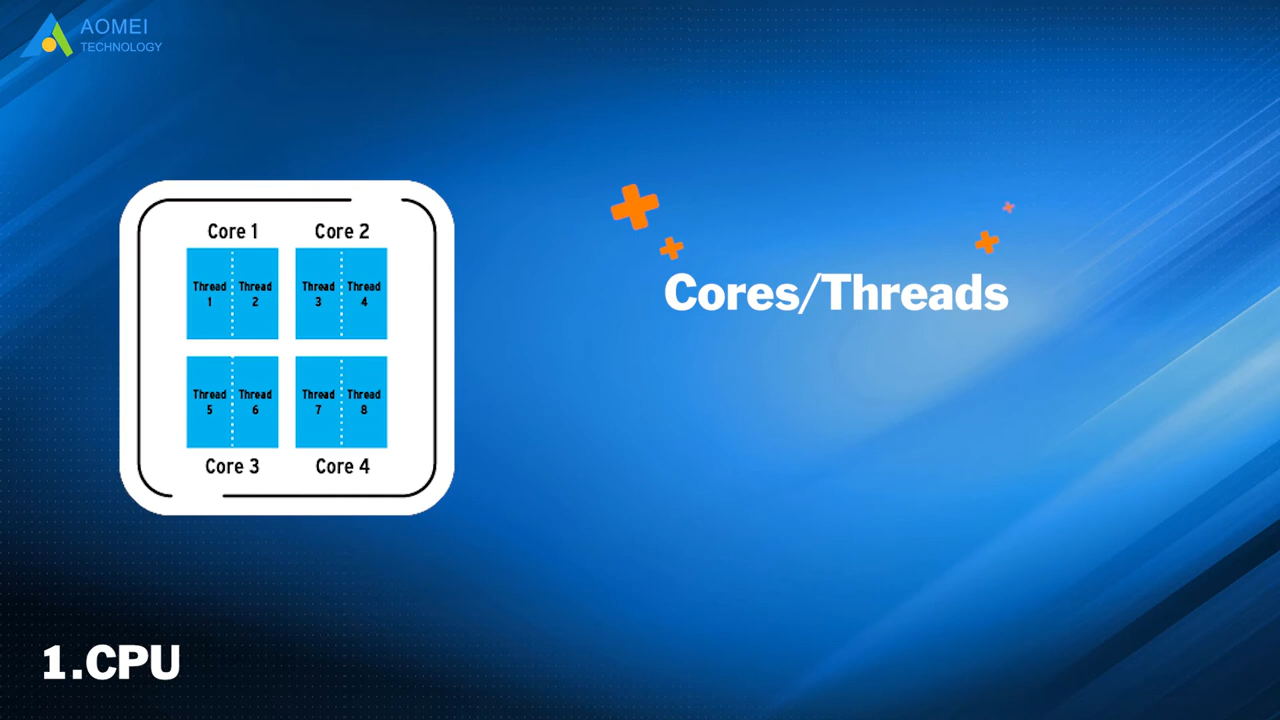 AOMEI
TECHNOLOGY
Core 1 Core 2
Thread 1 Thread 2 Thread 3 Thread 4
Thread 5 Thread 6 Thread 7 Thread 8
Core 3 Core 4
Cores/Threads
1.CPU